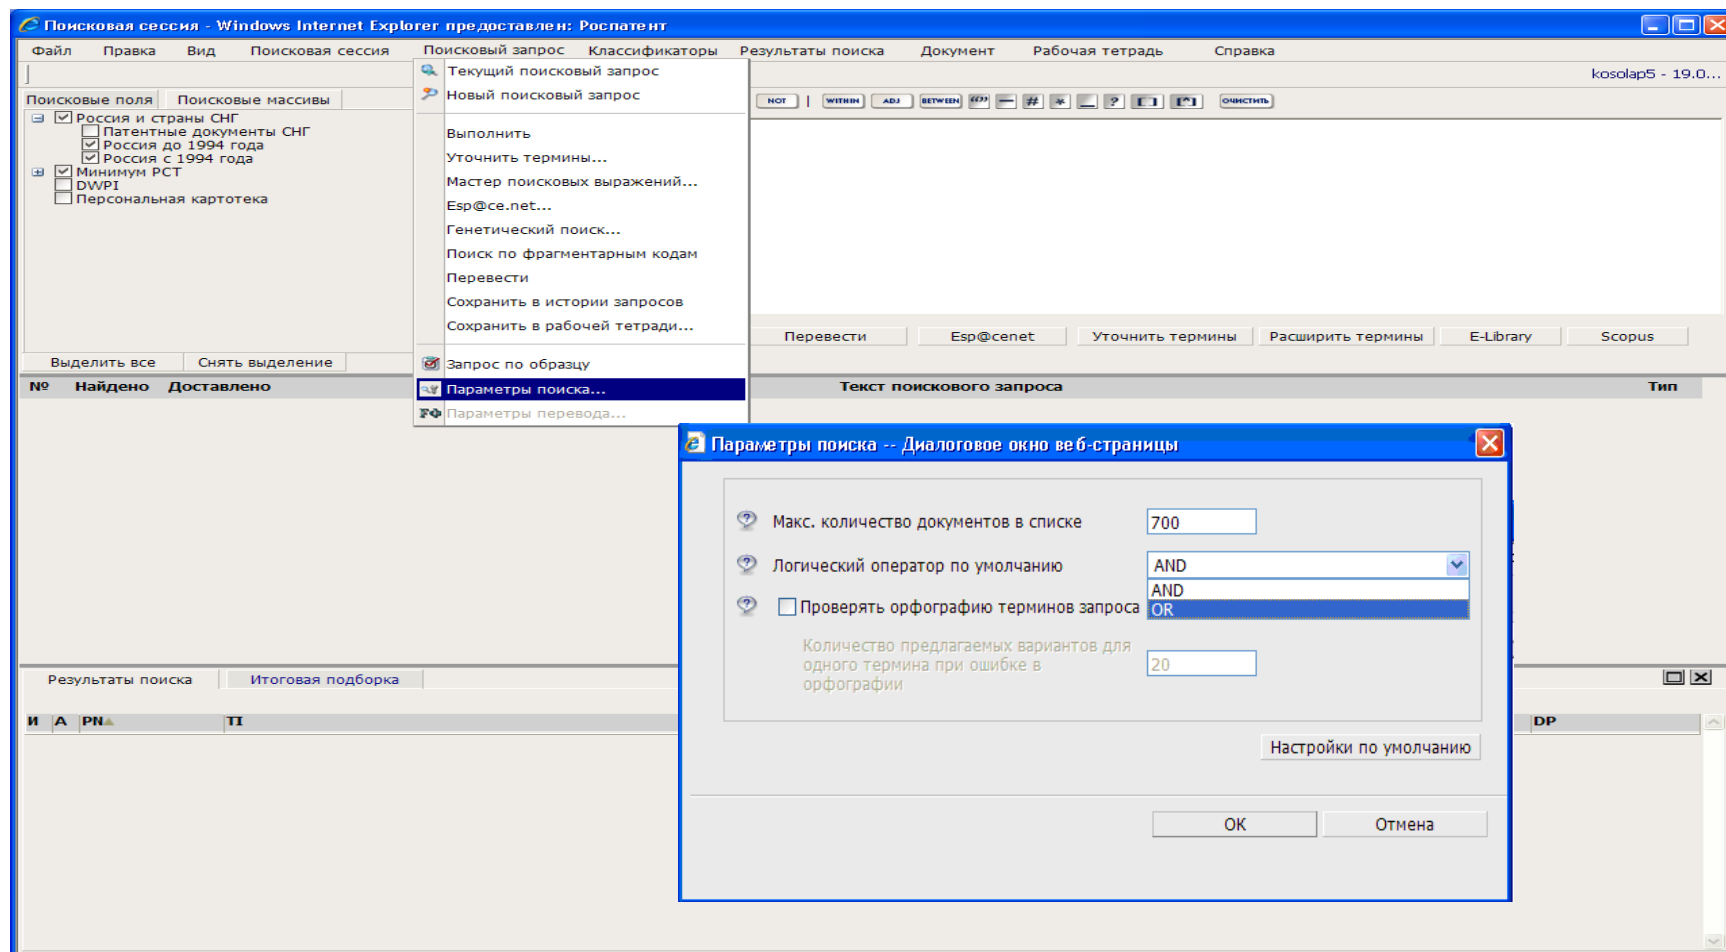 Поисковая сессия - Windows Internet Explorer предоставлен: Роспатент
Файл Правка Вид Поисковая сессия Поисковый запрос Классификаторы Результаты поиска Документ Рабочая тетрадь Справка
kosolap5 - 19.0...
Поисковые поля Поисковые массивы
NOT | WITHIN ADJ BETWEEN (“”) — # * _ ? [ ] [^] ОЧИСТИТЬ
Россия и страны СНГ
Патентные документы СНГ
Россия до 1994 года
Россия с 1994 года
Минимум PCT
DWPI
Персональная картотека
Текущий поисковый запрос
Новый поисковый запрос
Выполнить
Уточнить термины...
Мастер поисковых выражений...
Esp@ce.net...
Генетический поиск...
Поиск по фрагментарным кодам
Перевести
Сохранить в истории запросов
Сохранить в рабочей тетради...
Запрос по образцу
Параметры поиска...
Параметры перевода...
Перевести Esp@cenet Уточнить термины Расширить термины E-Library Scopus
Выделить все Снять выделение
№ Найдено Доставлено Текст поискового запроса Тип
Параметры поиска -- Диалоговое окно веб-страницы
Макс. количество документов в списке 700
Логический оператор по умолчанию AND
AND
Проверять орфографию терминов запроса OR
Количество предлагаемых вариантов для
одного термина при ошибке в 20
орфографии
Настройки по умолчанию
OK Отмена
Результаты поиска Итоговая подборка
И A PN TI DP